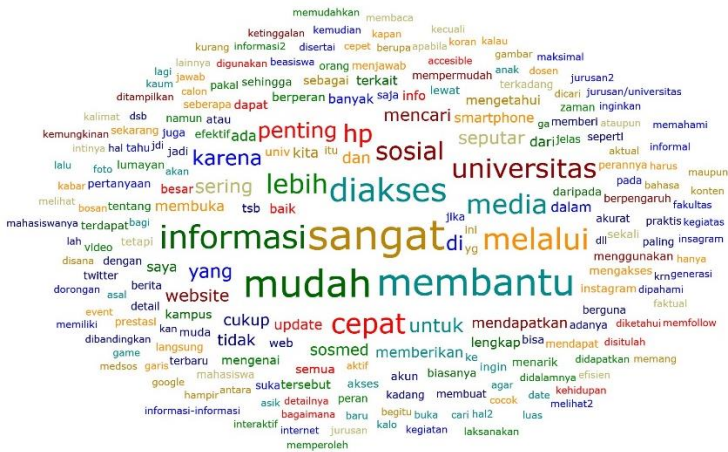 memudahkan membaca
ketinggalan kemudian kapan kecuali
kurang informasi2 disertai cepet berupa apabila koran kalau
lainnya digunakan beasiswa orang menjawab gambar maksimal
lagi jawab pakai sehingga sebagai terkait lewat anak dosen jurusan2
kaum calon berperan banyak saja info mempermudah terkadang dicari jurusan/universitas
accesible
ditampilkan seberapa dapat mengetahui zaman inginkan
kalimat dsb namun atau penting hp mencari smartphone ga memberi ataupun memahami
kemungkinan sekarang juga efektif ada seputar dari jelas seperti aktual informal
intinya hal tahu jdi jadi karena univ kita itu dan sosial universitas perannya harus
lalu foto lumayan akan daripada pada bahasa maupun
kabar pertanyaan besar sering lebih diakses media dalam berpengaruh konten
melihat bosan tentang bagi membuka tsb baik jika fakultas
mahasiswanya terdapat informasi sangat di ini yg melalui akurat praktis kegiatas
lah video tetapi dll sekali paling insagram
disana dengan saya menggunakan hanya
twitter berita yang mudah membantu mengakses krn generasi
dorongan asal website instagram dipahami
event detail kampus cukup update cepat untuk mendapatkan berguna faktual
memiliki prestasi kan muda tidak web lengkap bisa adanya diketahui memfollow
dibandingkan terbaru langsung sosmed memberikan ke mendapat disitulah
game garis mengenai semua aktif biasanya menarik didapatkan memang
medsos mahasiswa akses akun ingin didalamnya efisien
google hampir antara suka tersebut kadang membuat agar cocok date kehidupan
informasi-informasi asik detailnya peran begitu buka cari hal2 luas melihat2
interaktif bagaimana baru kalo kegiatan laksanakan
internet jurusan
memperoleh